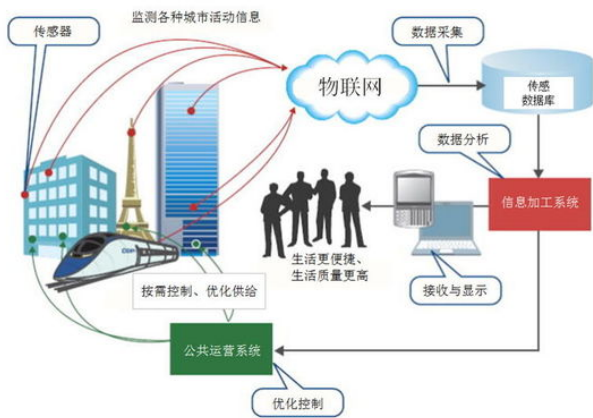 监测各种城市活动信息
传感器
数据采集
物联网
传感
数据库
数据分析
信息加工系统
生活更便捷、
生活质量更高
按需控制、优化供给
接收与显示
公共运营系统
优化控制